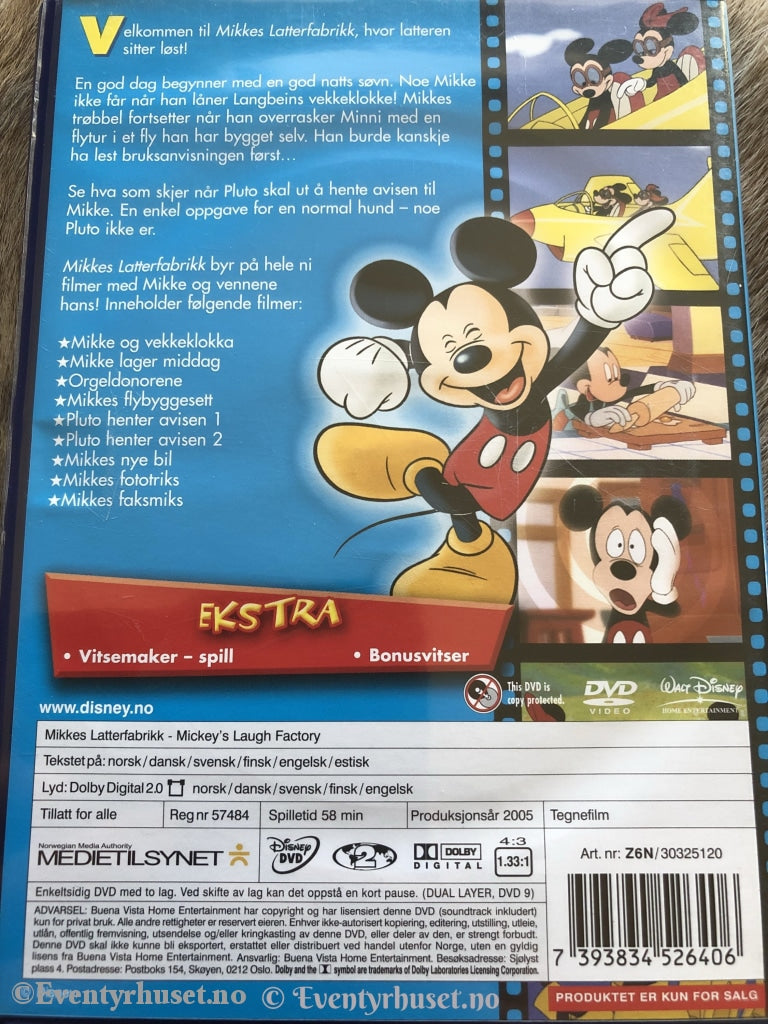 Velkommen til Mikkes Latterfabrikk, hvor latteren
sitter løst!
En god dag begynner med en god natts søvn. Noe Mikke
ikke får når han låner Langbeins vekkeklokke! Mikkes
trøbbel fortsetter når han overrasker Minni med en
flytur i et fly han har bygget selv. Han burde kanskje
ha lest bruksanvisningen først...
Se hva som skjer når Pluto skal ut å hente avisen til
Mikke. En enkel oppgave for en normal hund – noe
Pluto ikke er.
Mikkes Latterfabrikk byr på hele ni
filmer med Mikke og vennene
hans! Inneholder følgende filmer:
★Mikke og vekkeklokka
★Mikke lager middag
★Orgeldonorene
★Mikkes flybyggesett
★Pluto henter avisen 1
★Pluto henter avisen 2
★Mikkes nye bil
★Mikkes fototriks
★Mikkes faksmiks
EKSTRA
• Vitsemaker – spill
• Bonusvitser
www.disney.no
This DVD is
copy protected.
DVD
VIDEO
WALT DISNEY
HOME ENTERTAINMENT
Mikkes Latterfabrikk - Mickey's Laugh Factory
Tekstet på: norsk/dansk/svensk/finsk/engelsk/estisk
Lyd: Dolby Digital 2.0 norsk/dansk/svensk/finsk/engelsk
Tillatt for alle
Reg nr 57484
Spilletid 58 min
Produksjonsår 2005
Tegnefilm
Norwegian Media Authority
MEDIETILSYNET
Disney
DVD
2
DOLBY
DIGITAL
4:3
1.33:1
Art. nr: Z6N/30325120
Enkeltsidig DVD med to lag. Ved skifte av lag kan det oppstå en kort pause. (DUAL LAYER, DVD 9)
ADVARSEL: Buena Vista Home Entertainment har copyright og har lisensiert denne DVD (soundtrack inkludert)
kun for privat bruk. Alle andre rettigheter er reservert eieren. Enhver ikke-autorisert kopiering, editering, utstilling, utleie,
utlån, offentlig fremvisning, utsendelse og/eller kringkasting av denne DVD, eller deler av den, er strengt forbudt.
Denne DVD skal ikke kunne bli eksportert, erstattet eller distribuert ved handel utenfor Norge, uten en gyldig
lisens fra Buena Vista Home Entertainment. Ansvarlig: Buena Vista Home Entertainment. Besøksadresse: Sjølyst
plass 4. Postadresse: Postboks 154, Skøyen, 0212 Oslo. Dolby and the symbol are trademarks of Dolby Laboratories Licensing Corporation.
7 393834 526406
© Eventyrhuset.no © Eventyrhuset.no
PRODUKTET ER KUN FOR SALG